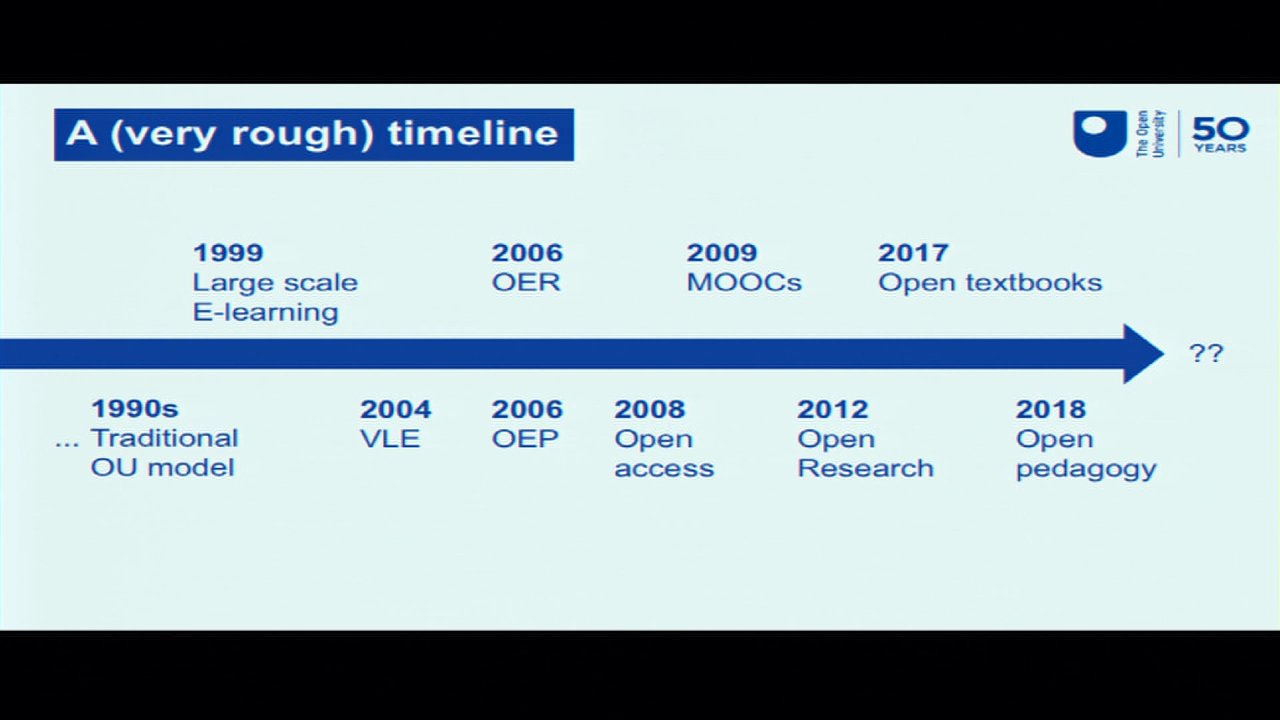 A (very rough) timeline
The Open
University
50
YEARS
1999
Large scale
E-learning
2006
OER
2009
MOOCs
2017
Open textbooks
??
... 1990s
Traditional
OU model
2004
VLE
2006
OEP
2008
Open
access
2012
Open
Research
2018
Open
pedagogy